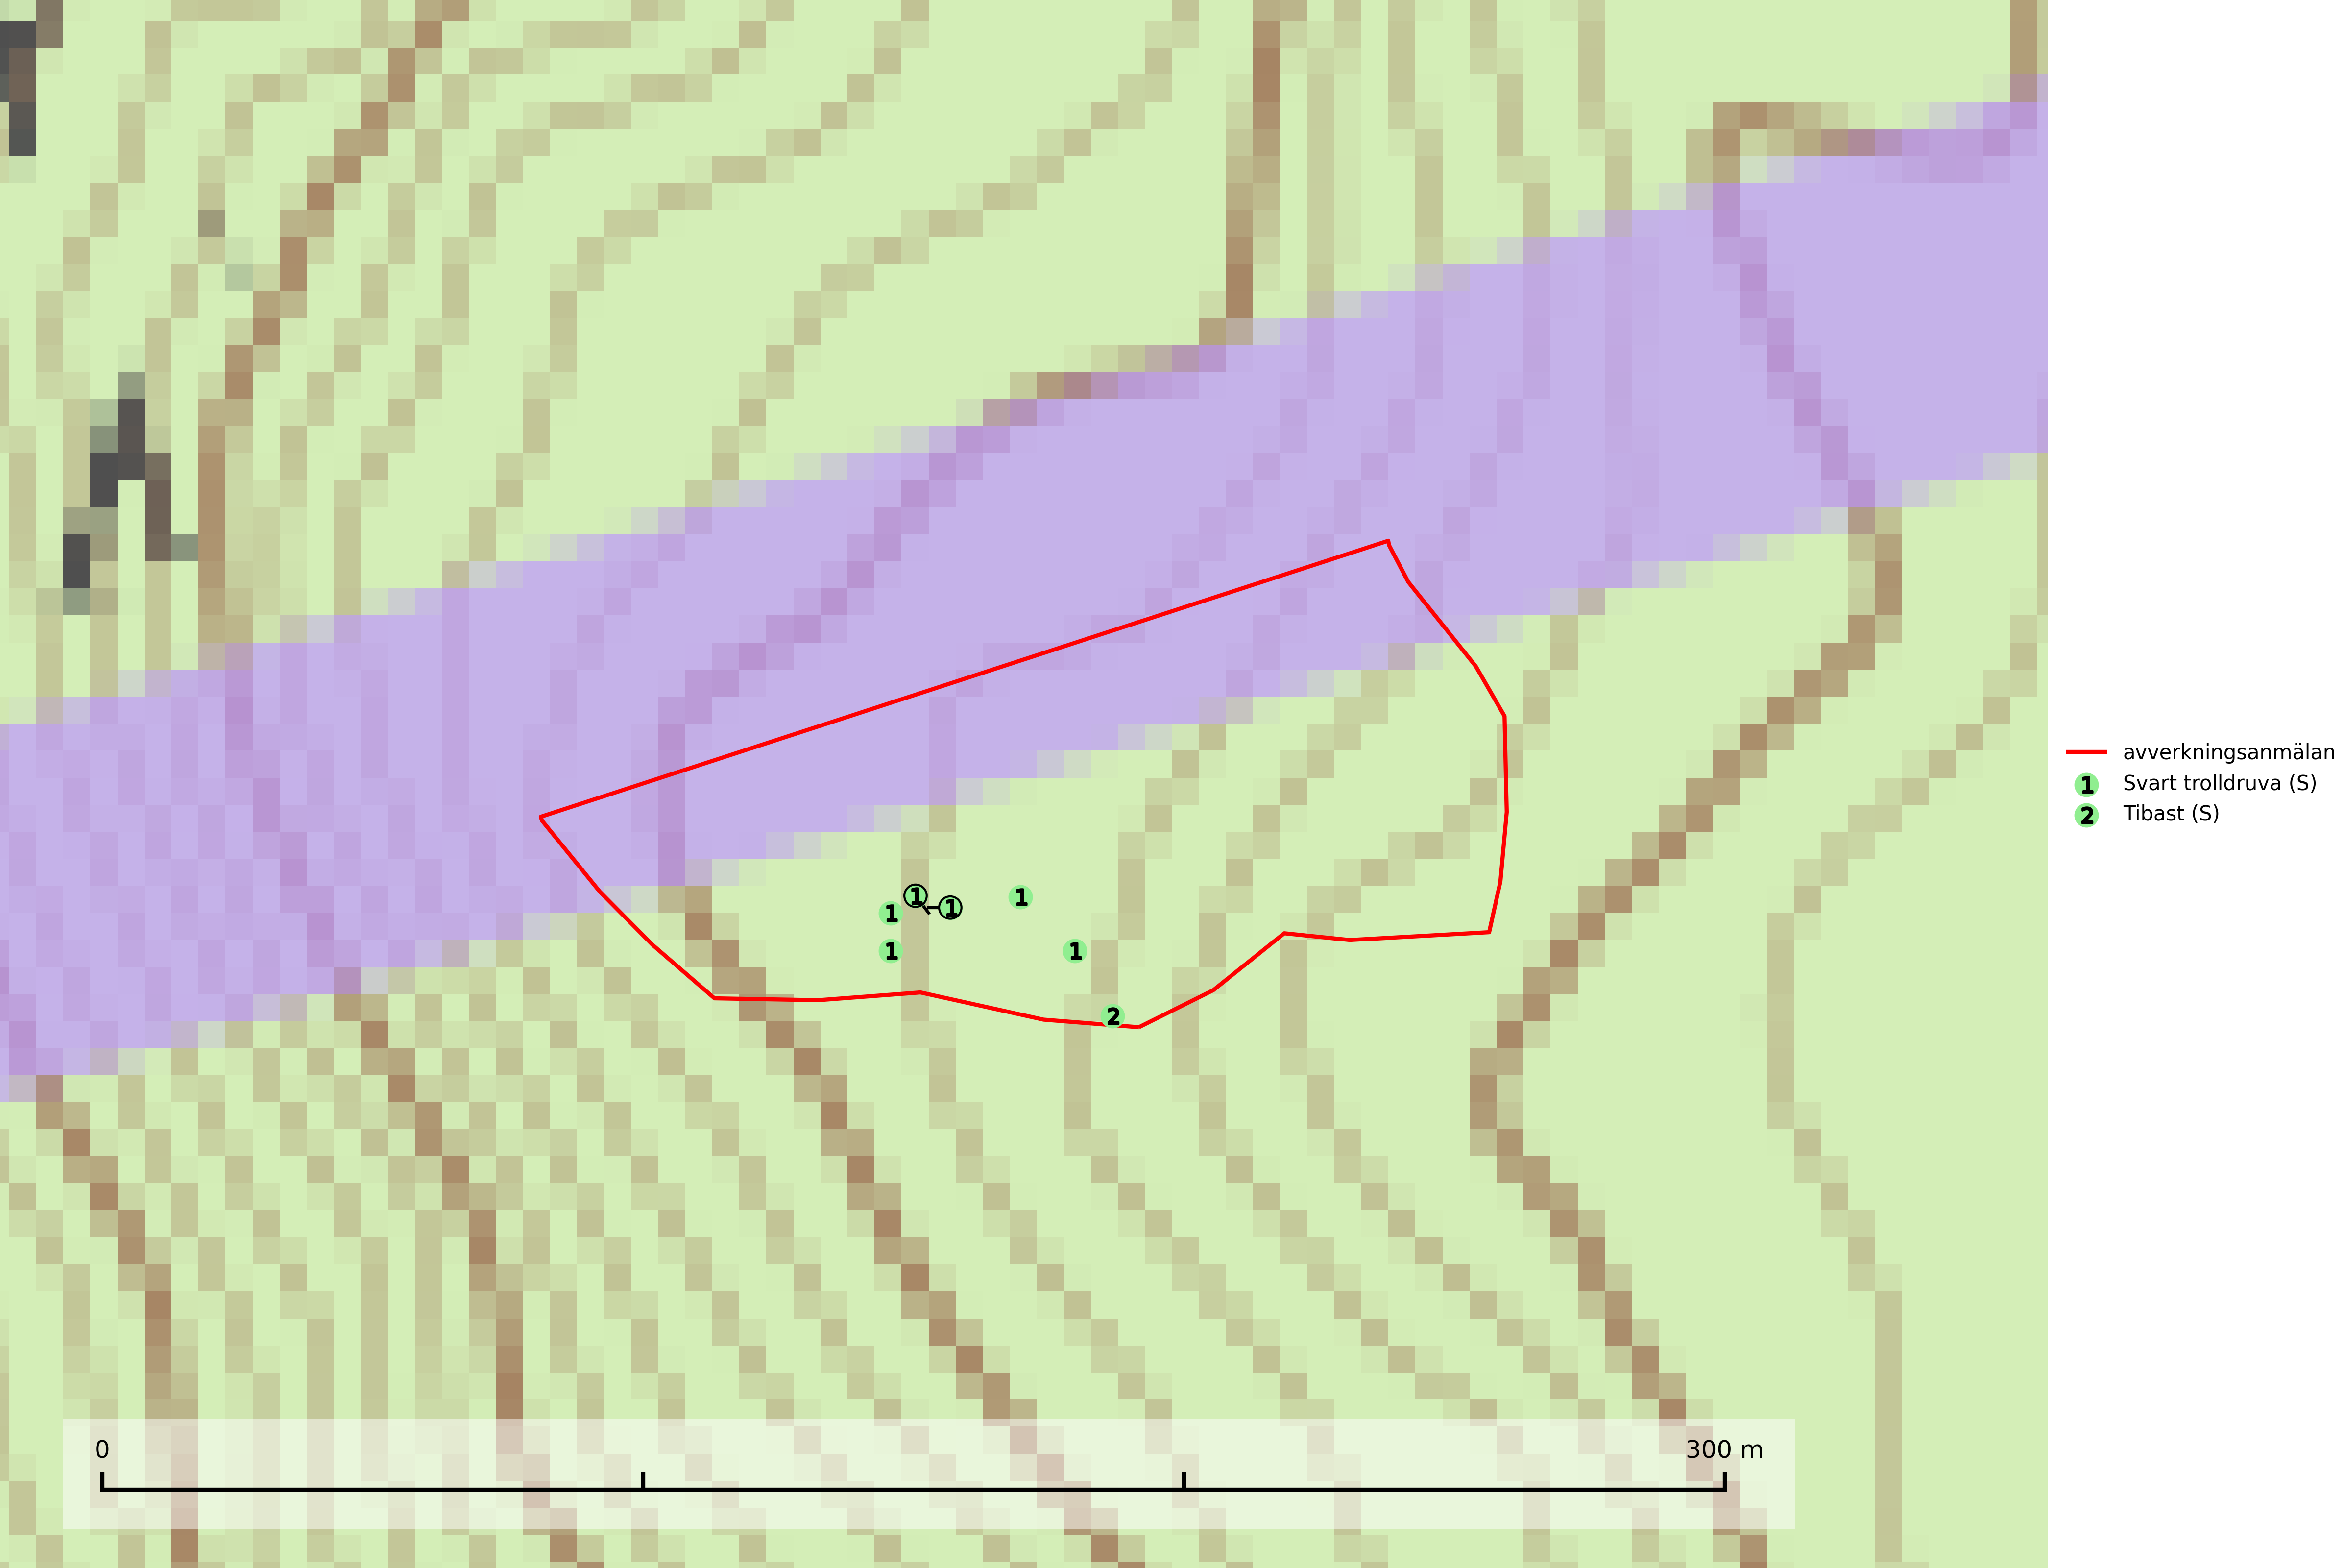 1 1 1
1
1 1
2
0 300 m
avverkningsanmälan
1 Svart trolldruva (S)
2 Tibast (S)